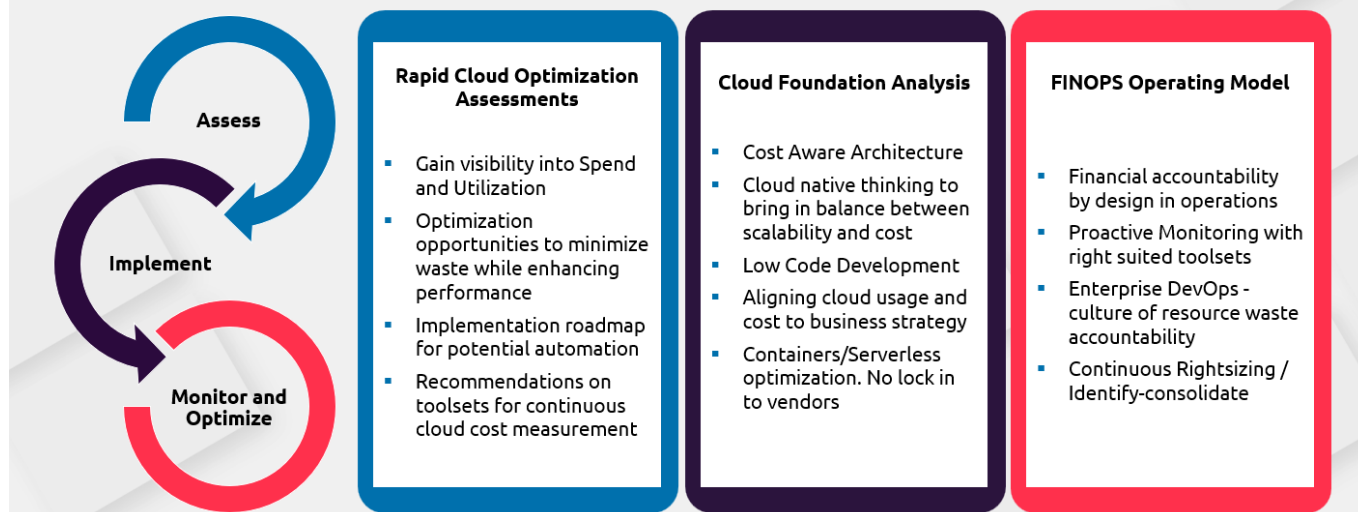 Assess
Implement
Monitor and
Optimize
Rapid Cloud Optimization
Assessments
▪ Gain visibility into Spend
and Utilization
▪ Optimization
opportunities to minimize
waste while enhancing
performance
▪ Implementation roadmap
for potential automation
▪ Recommendations on
toolsets for continuous
cloud cost measurement
Cloud Foundation Analysis
▪ Cost Aware Architecture
▪ Cloud native thinking to
bring in balance between
scalability and cost
▪ Low Code Development
▪ Aligning cloud usage and
cost to business strategy
▪ Containers/Serverless
optimization. No lock in
to vendors
FINOPS Operating Model
▪ Financial accountability
by design in operations
▪ Proactive Monitoring with
right suited toolsets
▪ Enterprise DevOps -
culture of resource waste
accountability
▪ Continuous Rightsizing /
Identify-consolidate